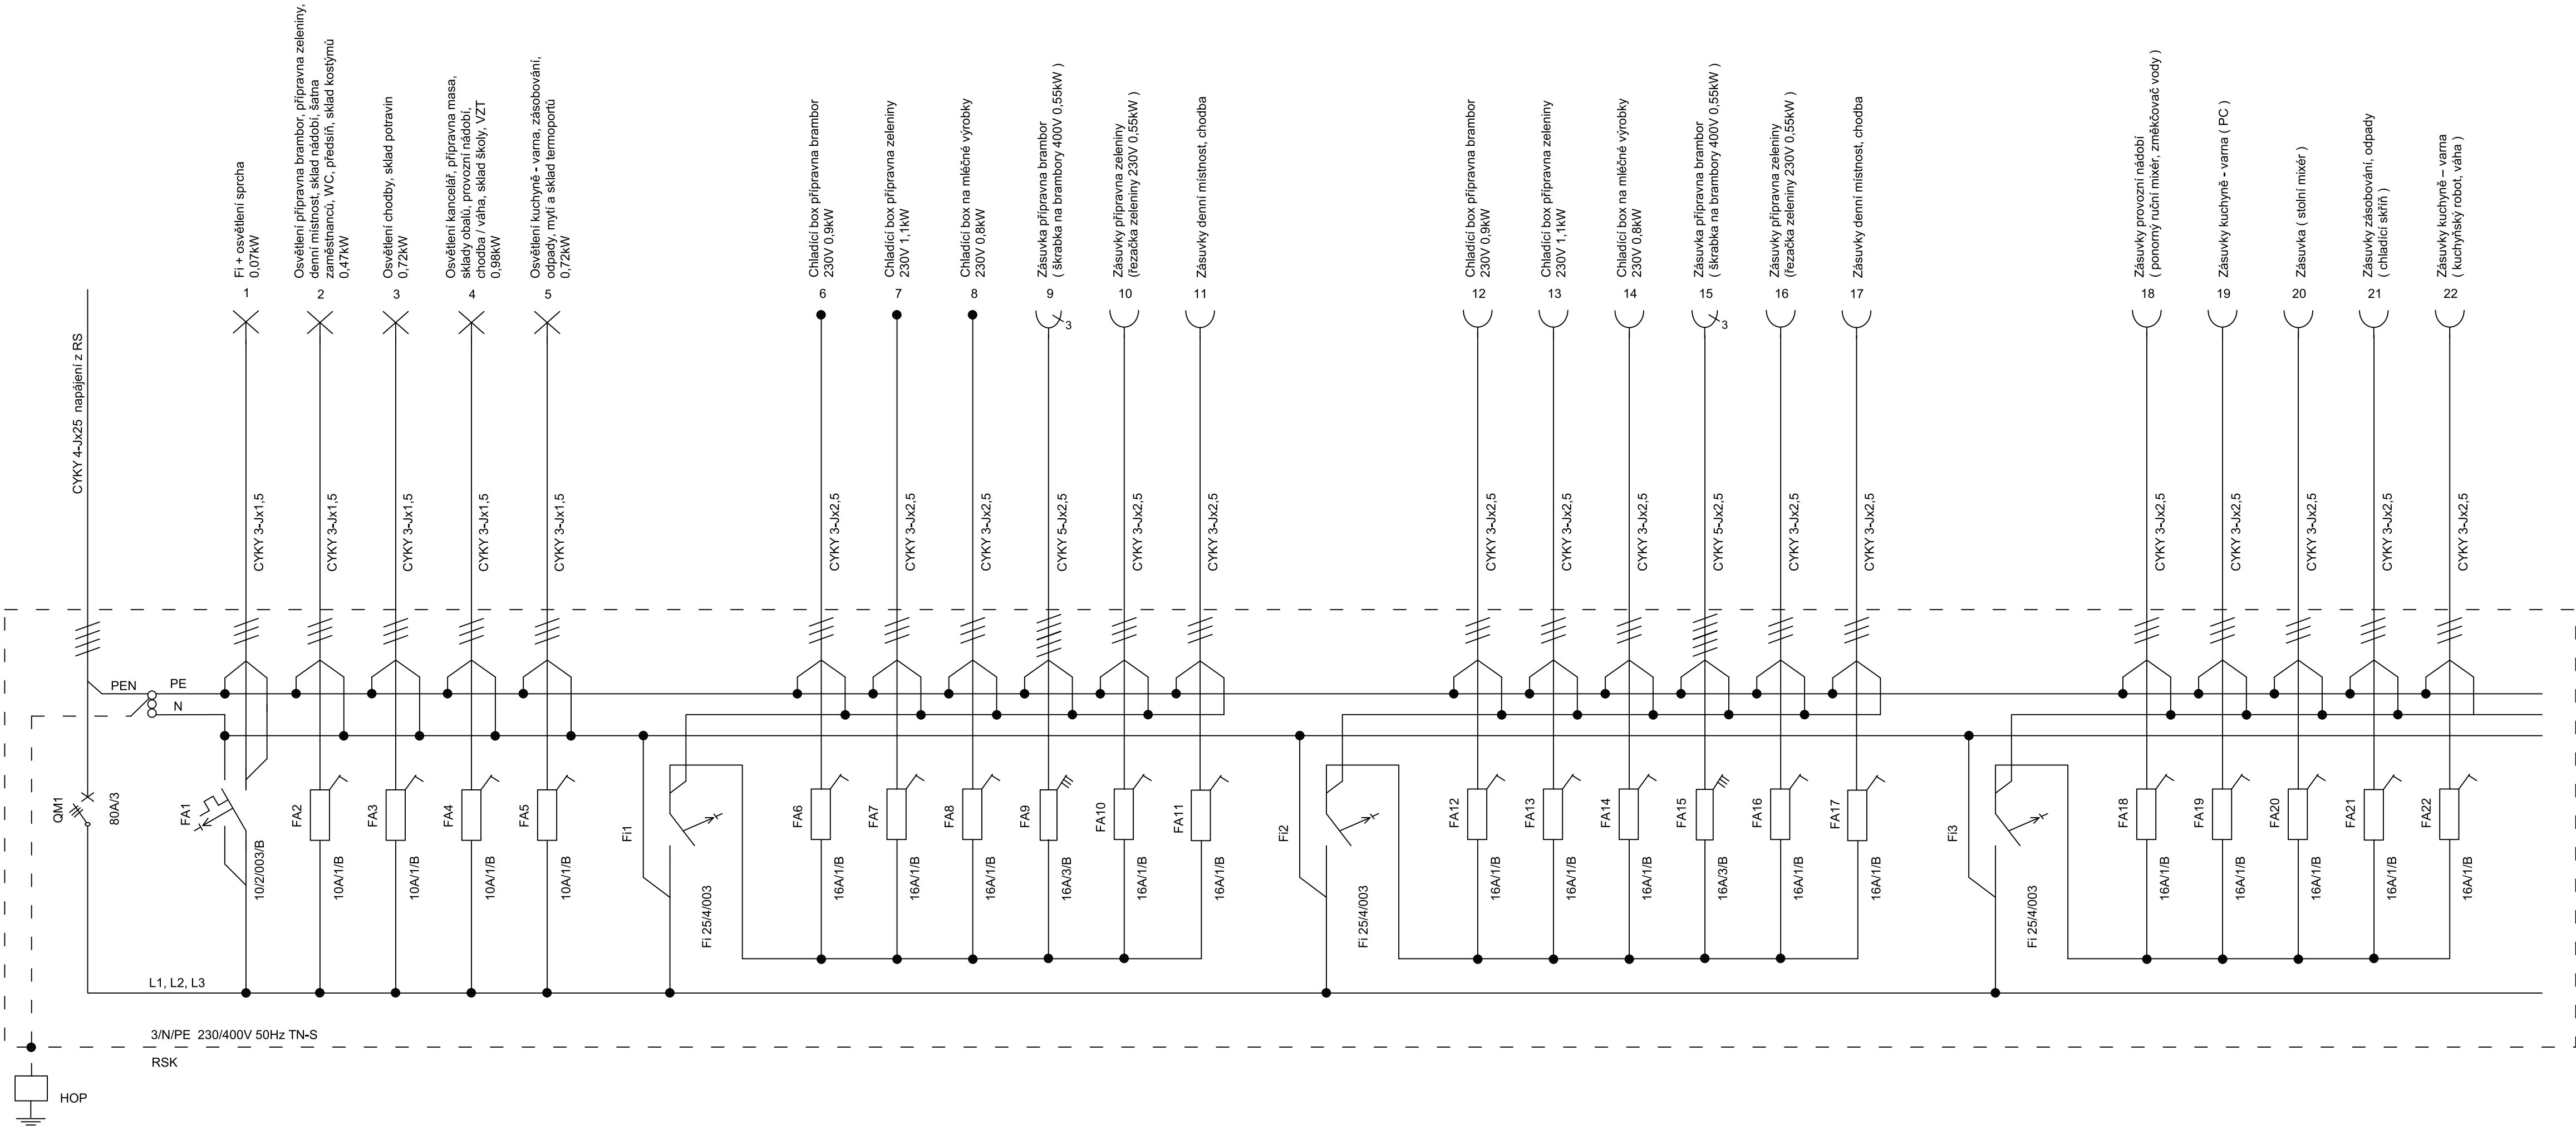 CYKY 4-Jx25 napájení z RS
Fi + osvětlení sprcha
0,07kW
1
CYKY 3-Jx1,5
Osvětlení přípravna brambor, přípravna zeleniny,
denní místnost, sklad nádobí, šatna
zaměstnanců, WC, předsíň, sklad kostýmů
0,47kW
2
CYKY 3-Jx1,5
Osvětlení chodby, sklad potravin
0,72kW
3
CYKY 3-Jx1,5
Osvětlení kancelář, přípravna masa,
sklady obalů, provozní nádobí,
chodba / váha, sklad školy, VZT
0,98kW
4
CYKY 3-Jx1,5
Osvětlení kuchyně - varna, zásobování,
odpady, mytí a sklad termoportů
0,72kW
5
CYKY 3-Jx1,5
Chladící box přípravna brambor
230V 0,9kW
6
CYKY 3-Jx2,5
Chladící box přípravna zeleniny
230V 1,1kW
7
CYKY 3-Jx2,5
Chladící box na mléčné výrobky
230V 0,8kW
8
CYKY 3-Jx2,5
Zásuvka přípravna brambor
( škrabka na brambory 400V 0,55kW )
9
3
CYKY 5-Jx2,5
Zásuvky přípravna zeleniny
(řezačka zeleniny 230V 0,55kW )
10
CYKY 3-Jx2,5
Zásuvky denní místnost, chodba
11
CYKY 3-Jx2,5
Chladící box přípravna brambor
230V 0,9kW
12
CYKY 3-Jx2,5
Chladící box přípravna zeleniny
230V 1,1kW
13
CYKY 3-Jx2,5
Chladící box na mléčné výrobky
230V 0,8kW
14
CYKY 3-Jx2,5
Zásuvka přípravna brambor
( škrabka na brambory 400V 0,55kW )
15
3
CYKY 5-Jx2,5
Zásuvky přípravna zeleniny
(řezačka zeleniny 230V 0,55kW )
16
CYKY 3-Jx2,5
Zásuvky denní místnost, chodba
17
CYKY 3-Jx2,5
Zásuvky provozní nádobí
( ponorný ruční mixér, změkčovač vody )
18
CYKY 3-Jx2,5
Zásuvky kuchyně - varna ( PC )
19
CYKY 3-Jx2,5
Zásuvka ( stolní mixér )
20
CYKY 3-Jx2,5
Zásuvky zásobování, odpady
( chladící skříň )
21
CYKY 3-Jx2,5
Zásuvky kuchyně – varna
( kuchyňský robot, váha )
22
CYKY 3-Jx2,5
PEN
PE
N
QM1
80A/3
FA1
10/2/003/B
FA2
10A/1/B
FA3
10A/1/B
FA4
10A/1/B
FA5
10A/1/B
Fi1
Fi 25/4/003
FA6
16A/1/B
FA7
16A/1/B
FA8
16A/1/B
FA9
16A/3/B
FA10
16A/1/B
FA11
16A/1/B
Fi2
Fi 25/4/003
FA12
16A/1/B
FA13
16A/1/B
FA14
16A/1/B
FA15
16A/3/B
FA16
16A/1/B
FA17
16A/1/B
Fi3
Fi 25/4/003
FA18
16A/1/B
FA19
16A/1/B
FA20
16A/1/B
FA21
16A/1/B
FA22
16A/1/B
L1, L2, L3
3/N/PE 230/400V 50Hz TN-S
RSK
HOP